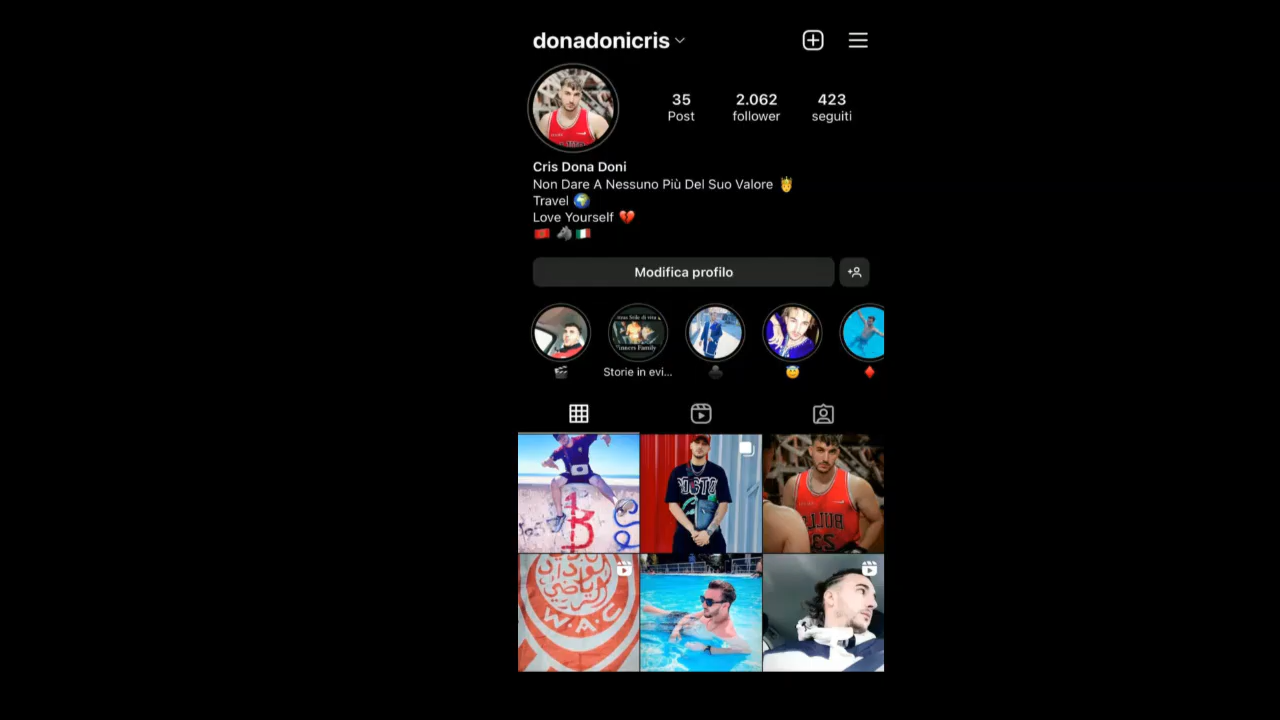 donadonicris
35
2.062
423
Post
follower
seguiti
Cris Dona Doni
Non Dare A Nessuno Più Del Suo Valore
Travel
Love Yourself
Modifica profilo
Storie in evi...
BOSTO
W.A.C